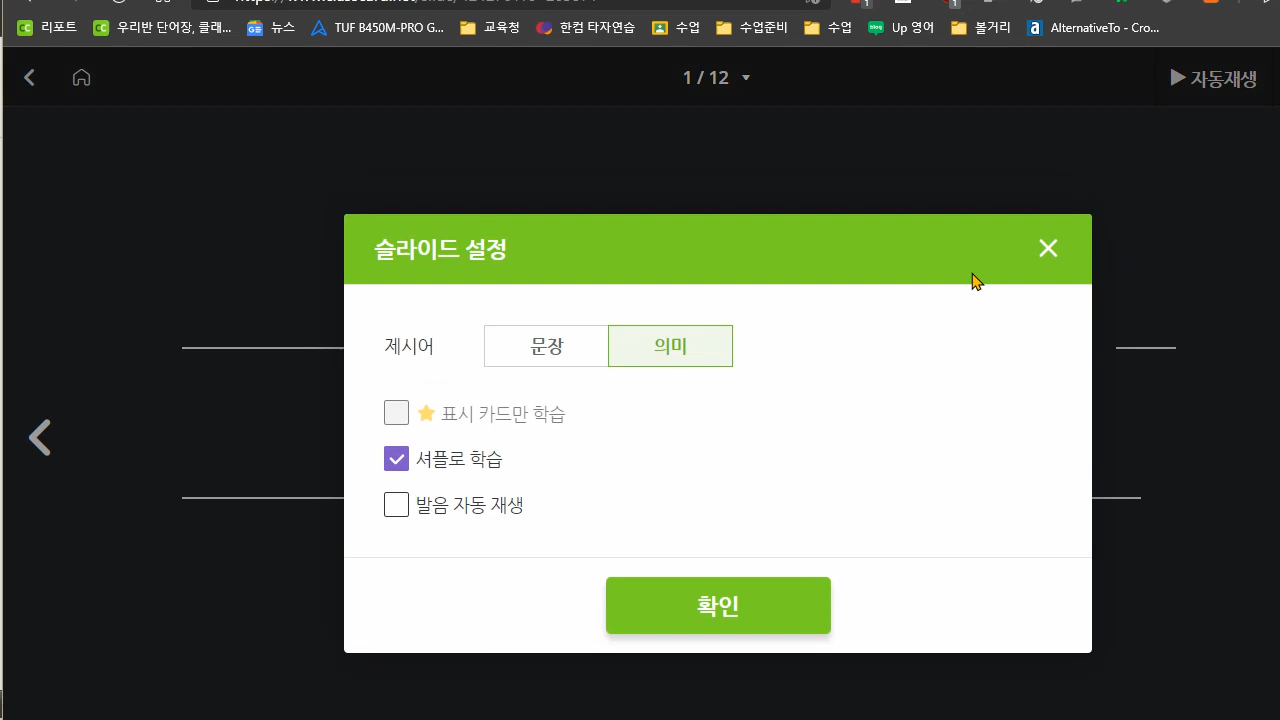 리포트 우리반 단어장, 클래... 뉴스 TUF B450M-PRO G... 교육청 한컴 타자연습 수업 수업준비 수업 Up 영어 볼거리 AlternativeTo - Cro...
1 / 12 자동재생
슬라이드 설정
제시어 문장 의미
표시 카드만 학습
셔플로 학습
발음 자동 재생
확인